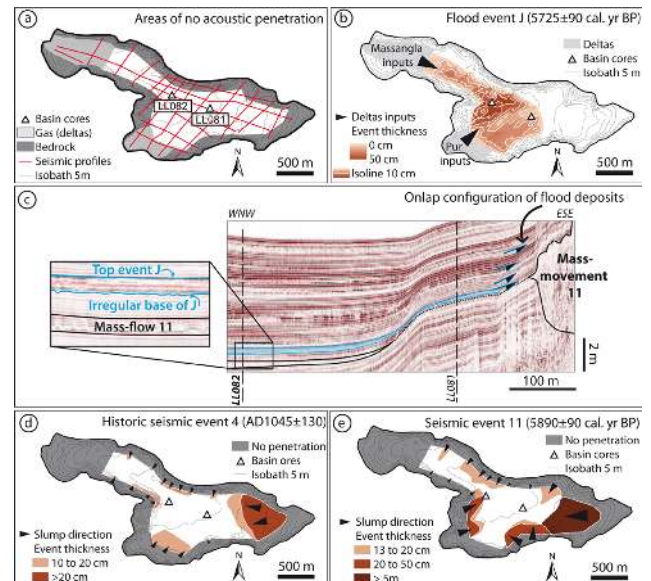 a Areas of no acoustic penetration
LL082
LL081
Basin cores
Gas (deltas)
Bedrock
Seismic profiles
Isobath 5m
N
500 m
b Flood event J (5725±90 cal. yr BP)
Massangla
inputs
Pur
inputs
Deltas
Basin cores
Isobath 5 m
Deltas inputs
Event thickness
0 cm
50 cm
Isoline 10 cm
N
500 m
c
Onlap configuration of flood deposits
WNW
ESE
Top event J
Irregular base of J
Mass-flow 11
Mass-
movement
11
2 m
LL082
100 m
d Historic seismic event 4 (AD1045±130)
No penetration
Basin ores
Isobath 5 m
Slump direction
Event thickness
10 to 20 cm
>20 cm
N
500 m
e Seismic event 11 (5890±90 cal. yr BP)
No penetration
Basin cores
Isobath 5 m
Slump direction
Event thickness
13 to 20 cm
20 to 50 cm
> 5m
N
500 m